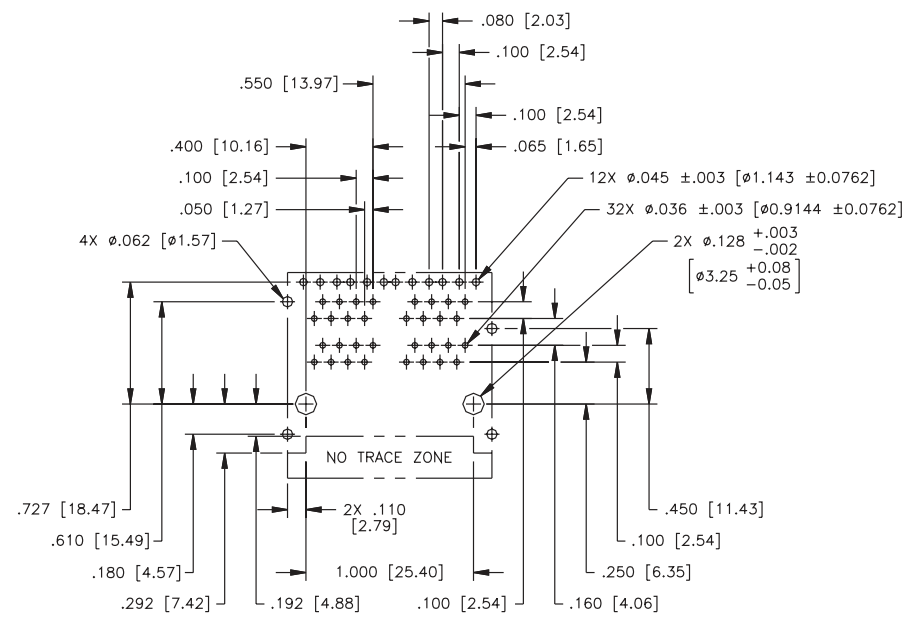 .080 [2.03]
.100 [2.54]
.550 [13.97]
.100 [2.54]
.400 [10.16]
.065 [1.65]
.100 [2.54]
12X ø.045 ±.003 [ø1.143 ±0.0762]
.050 [1.27]
32X ø.036 ±.003 [ø0.9144 ±0.0762]
4X ø.062 [ø1.57]
2X ø.128 +.003 -.002
[ø3.25 +0.08 -0.05]
NO TRACE ZONE
.727 [18.47]
2X .110
[2.79]
.450 [11.43]
.610 [15.49]
.100 [2.54]
.180 [4.57]
1.000 [25.40]
.250 [6.35]
.292 [7.42]
.192 [4.88]
.100 [2.54]
.160 [4.06]